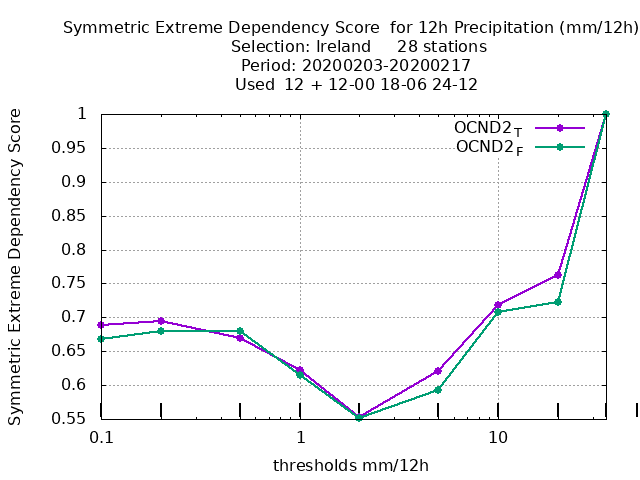 Symmetric Extreme Dependency Score  for 12h Precipitation (mm/12h)
Selection: Ireland     28 stations
Period: 20200203-20200217
Used  12 + 12-00 18-06 24-12
Symmetric Extreme Dependency Score
OCND2T
OCND2F
1
0.95
0.9
0.85
0.8
0.75
0.7
0.65
0.6
0.55
0.1
1
10
thresholds mm/12h